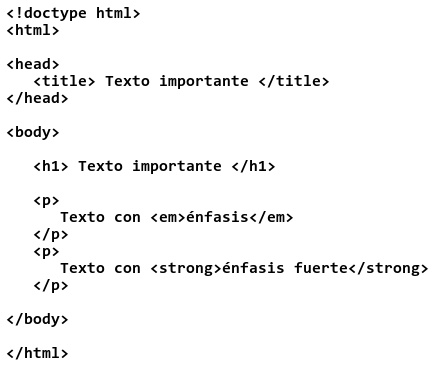 <!doctype html>
<html>
<head>
<title> Texto importante </title>
</head>
<body>
<h1> Texto importante </h1>
<p>
Texto con <em>énfasis</em>
</p>
<p>
Texto con <strong>énfasis fuerte</strong>
</p>
</body>
</html>